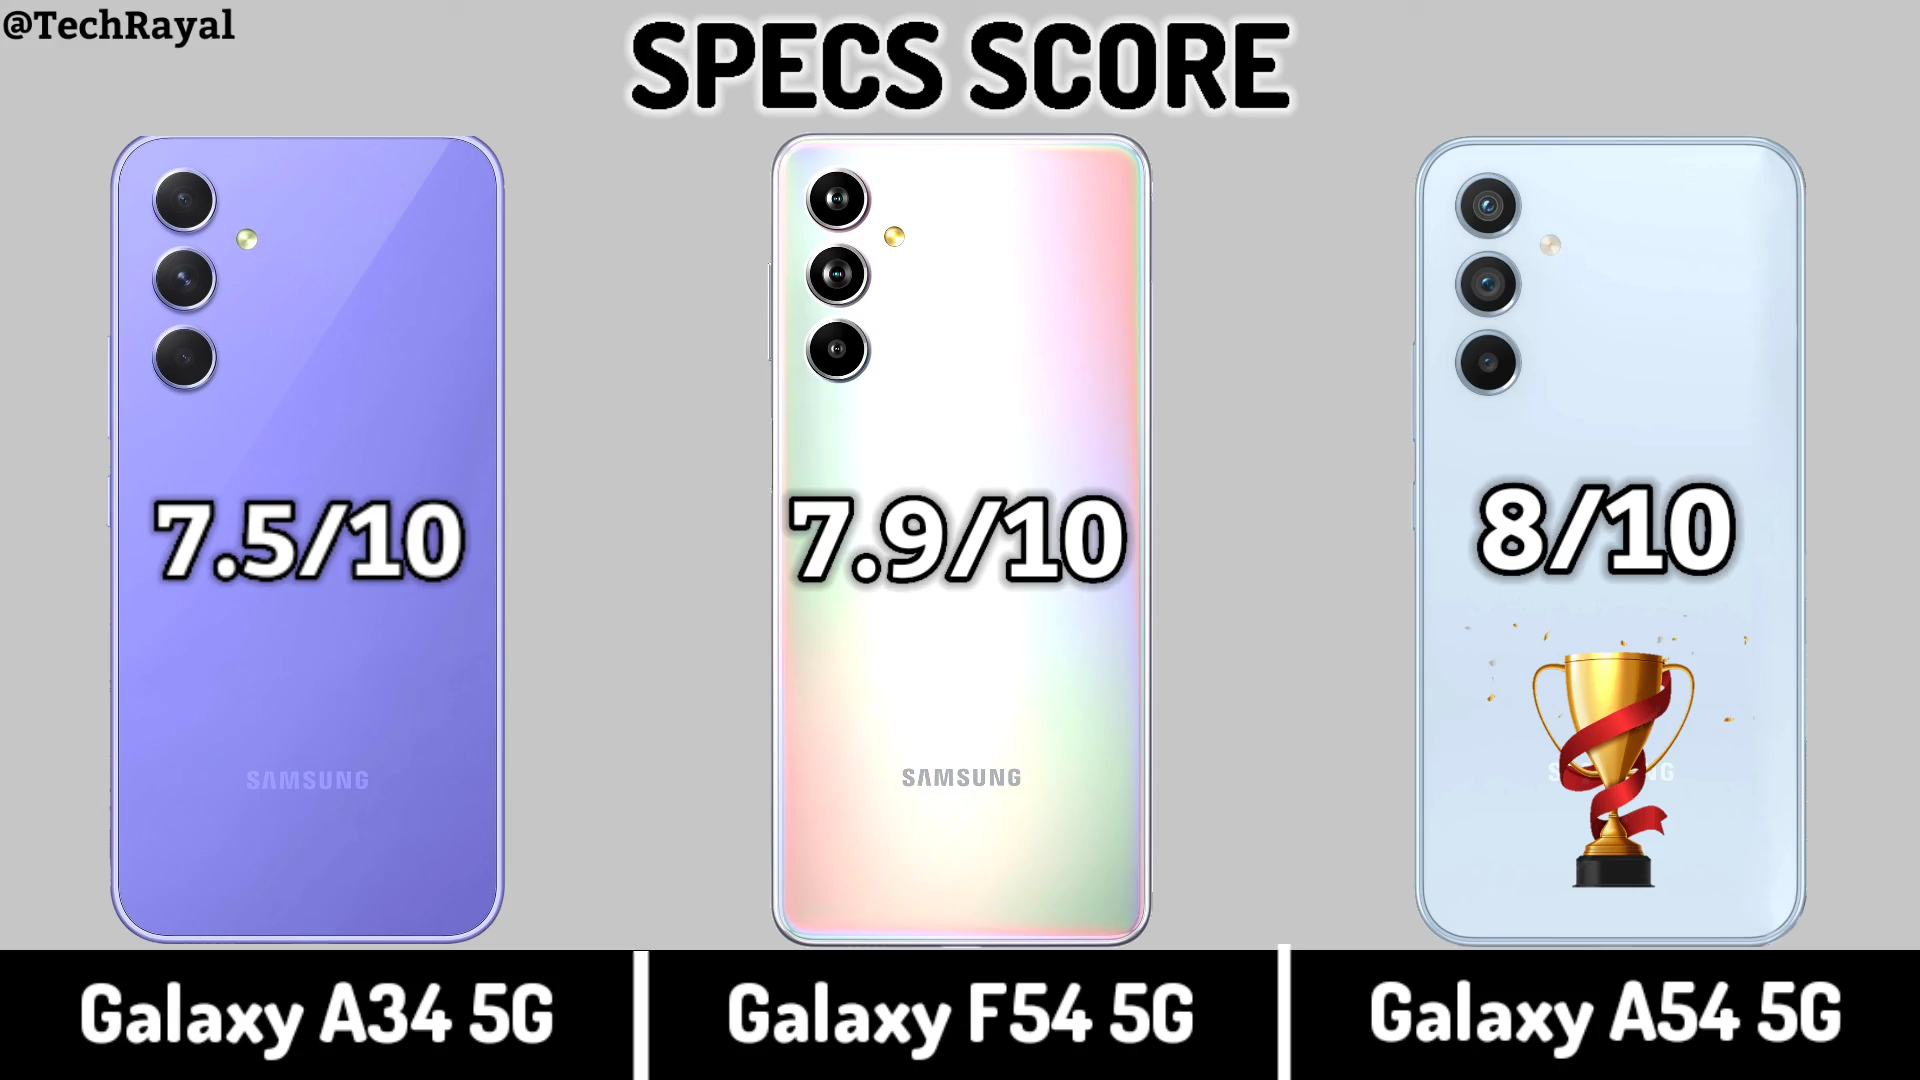 @TechRayal
SPECS SCORE
7.5/10
7.9/10
8/10
SAMSUNG
SAMSUNG
S NG
Galaxy A34 5G
Galaxy F54 5G
Galaxy A54 5G